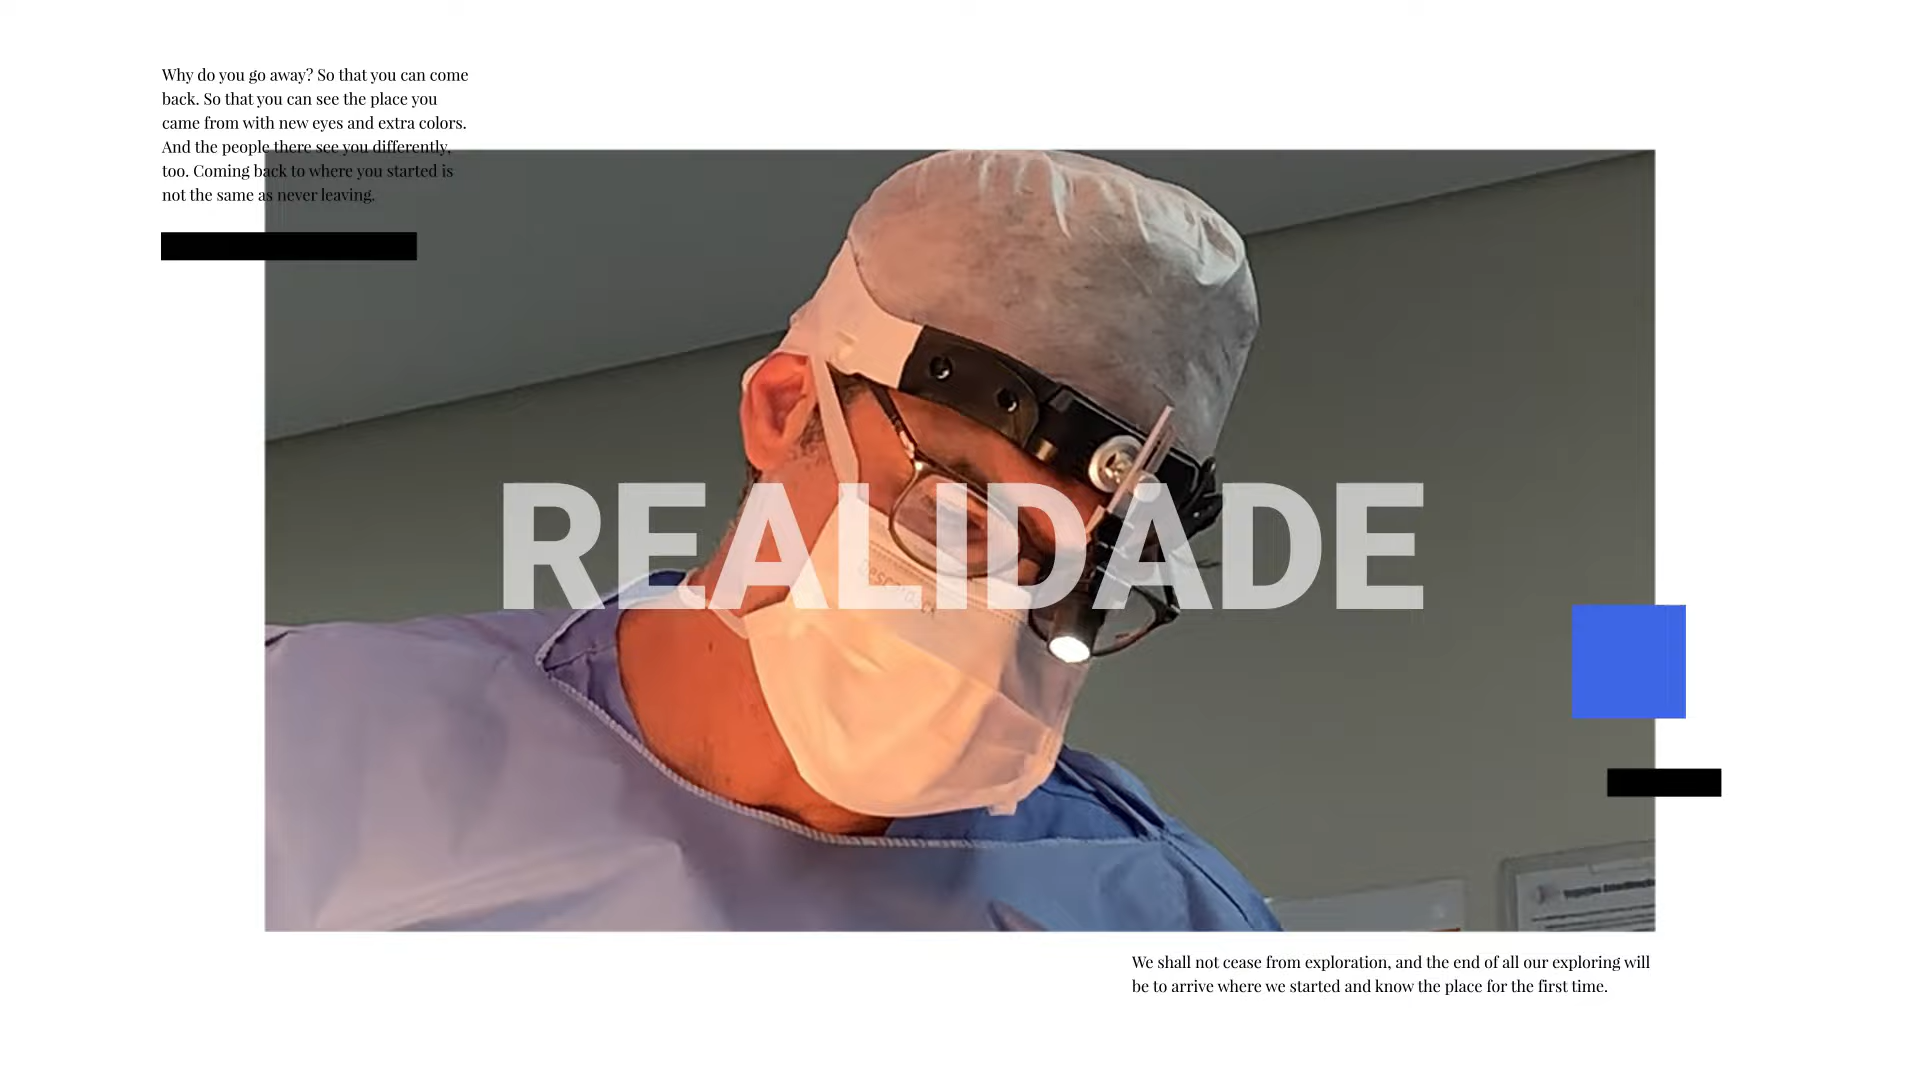 Why do you go away? So that you can come
back. So that you can see the place you
came from with new eyes and extra colors.
And the people there see you differently,
too. Coming back to where you started is
not the same as never leaving.
REALIDADE
We shall not cease from exploration, and the end of all our exploring will
be to arrive where we started and know the place for the first time.